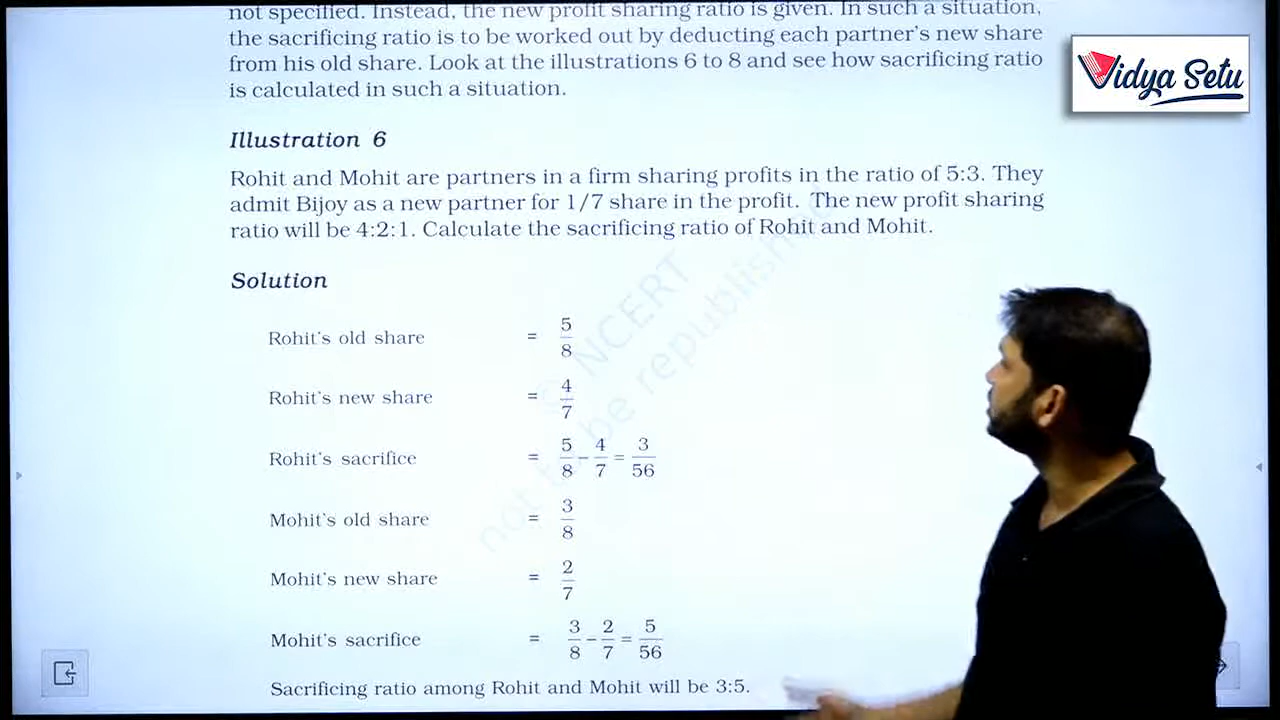 not specified. Instead, the new profit sharing ratio is given. In such a situation,
the sacrificing ratio is to be worked out by deducting each partner's new share
from his old share. Look at the illustrations 6 to 8 and see how sacrificing ratio
is calculated in such a situation.
Vidya Setu
Illustration 6
Rohit and Mohit are partners in a firm sharing profits in the ratio of 5:3. They
admit Bijoy as a new partner for 1/7 share in the profit. The new profit sharing
ratio will be 4:2:1. Calculate the sacrificing ratio of Rohit and Mohit.
Solution
Rohit's old share = 5/8
Rohit's new share = 4/7
Rohit's sacrifice = 5/8 – 4/7 = 3/56
Mohit's old share = 3/8
Mohit's new share = 2/7
Mohit's sacrifice = 3/8 – 2/7 = 5/56
Sacrificing ratio among Rohit and Mohit will be 3:5.
© NCERT
not to be republished